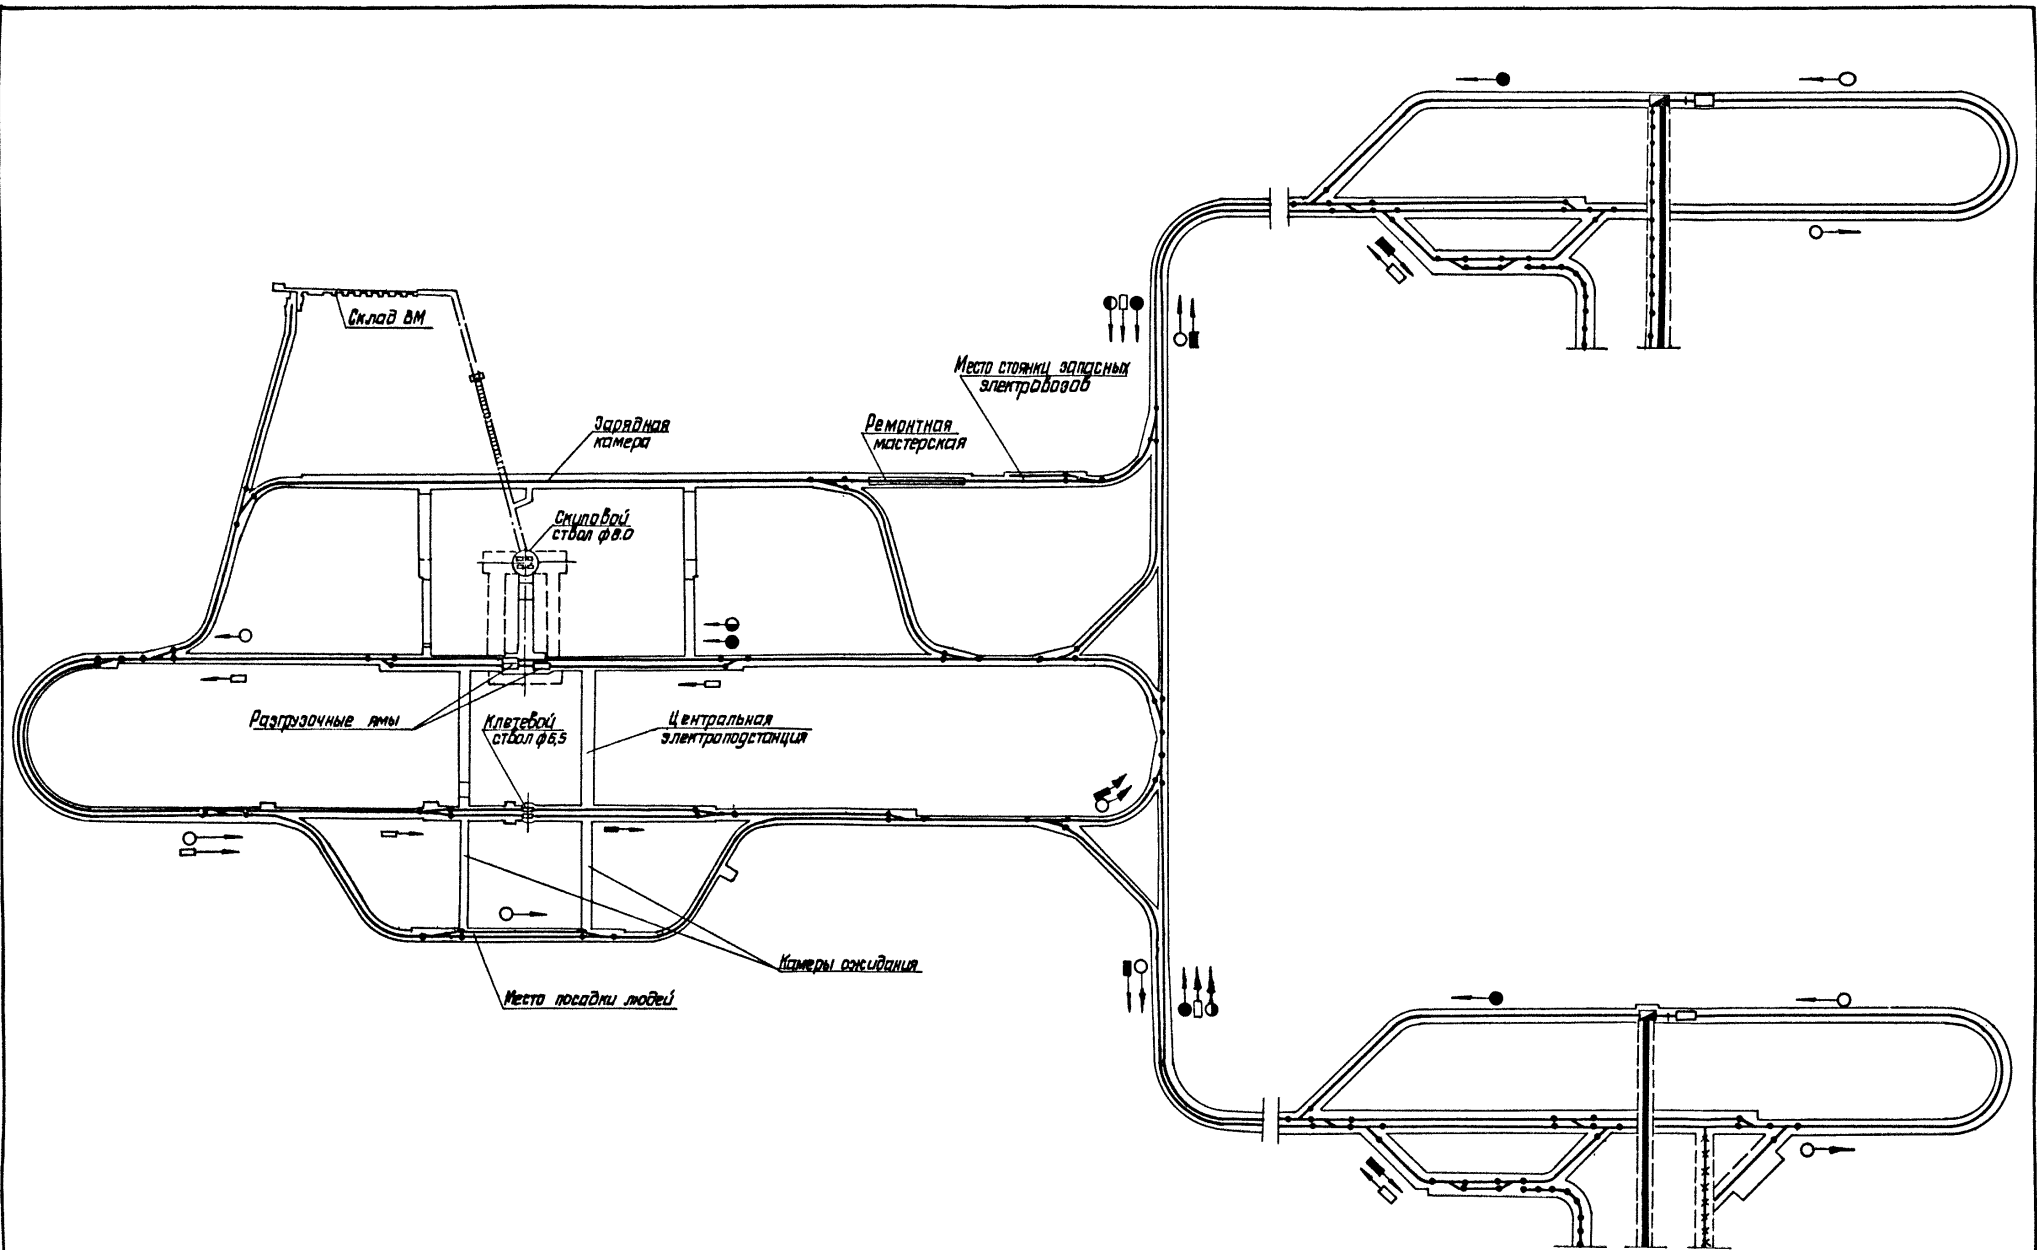 Склад ВМ
Место стоянки запасных
электровозов
Зарядная
камера
Ремонтная
мастерская
Скиповой
ствол ф8.0
Разгрузочные ямы
Клетевой
ствол ф6,5
Центральная
электроподстанция
Камеры ожидания
Место посадки людей